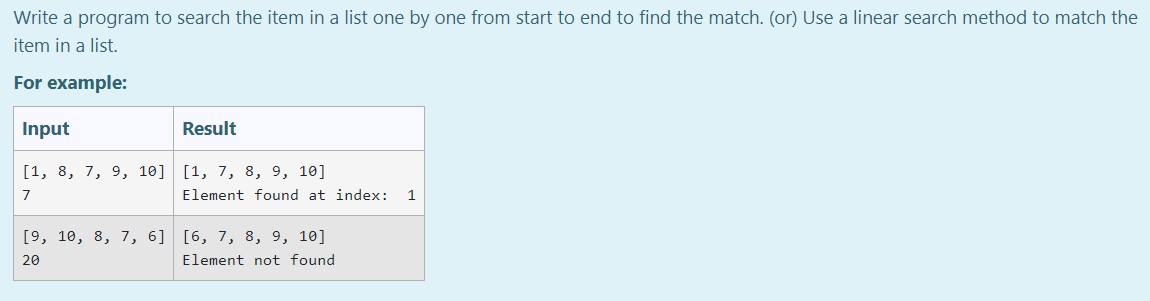 Write a program to search the item in a list one by one from start to end to find the match. (or) Use a linear search method to match the
item in a list.
For example:
Input Result
[1, 8, 7, 9, 10] [1, 7, 8, 9, 10]
7 Element found at index:  1
[9, 10, 8, 7, 6] [6, 7, 8, 9, 10]
20 Element not found